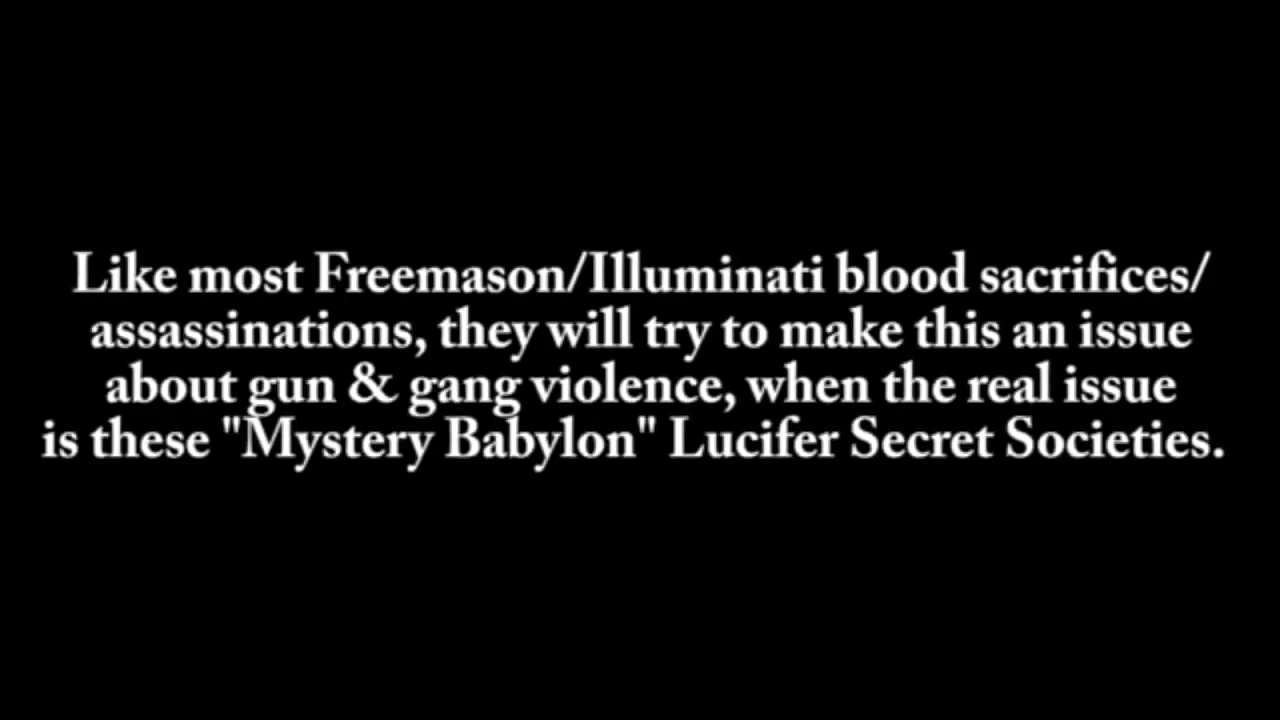 Like most Freemason/Illuminati blood sacrifices/
assassinations, they will try to make this an issue
about gun & gang violence, when the real issue
is these "Mystery Babylon" Lucifer Secret Societies.